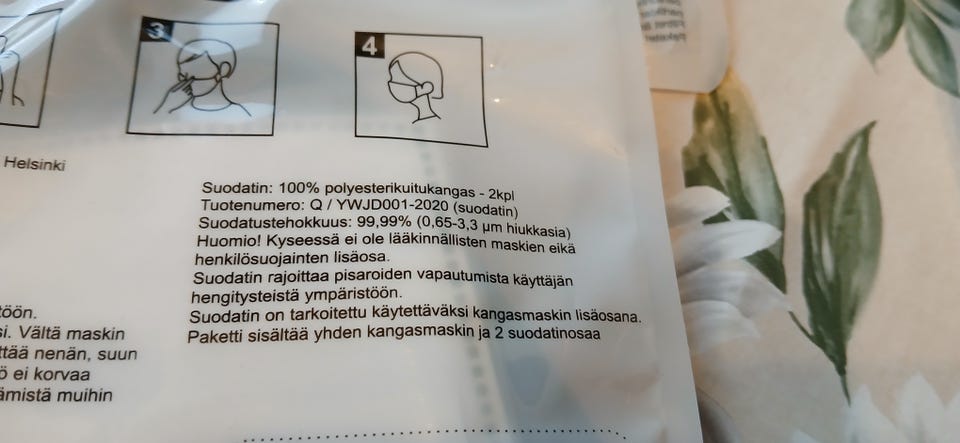 3
4
Helsinki
Suodatin: 100% polyesterikuitukangas - 2kpl
Tuotenumero: Q / YWJD001-2020 (suodatin)
Suodatustehokkuus: 99,99% (0,65-3,3 µm hiukkasia)
Huomio! Kyseessä ei ole lääkinnällisten maskien eikä
henkilösuojainten lisäosa.
Suodatin rajoittaa pisaroiden vapautumista käyttäjän
hengitysteistä ympäristöön.
Suodatin on tarkoitettu käytettäväksi kangasmaskin lisäosana.
Paketti sisältää yhden kangasmaskin ja 2 suodatinosaa
töön.
si. Vältä maskin
ttää nenän, suun
ö ei korvaa
ämistä muihin